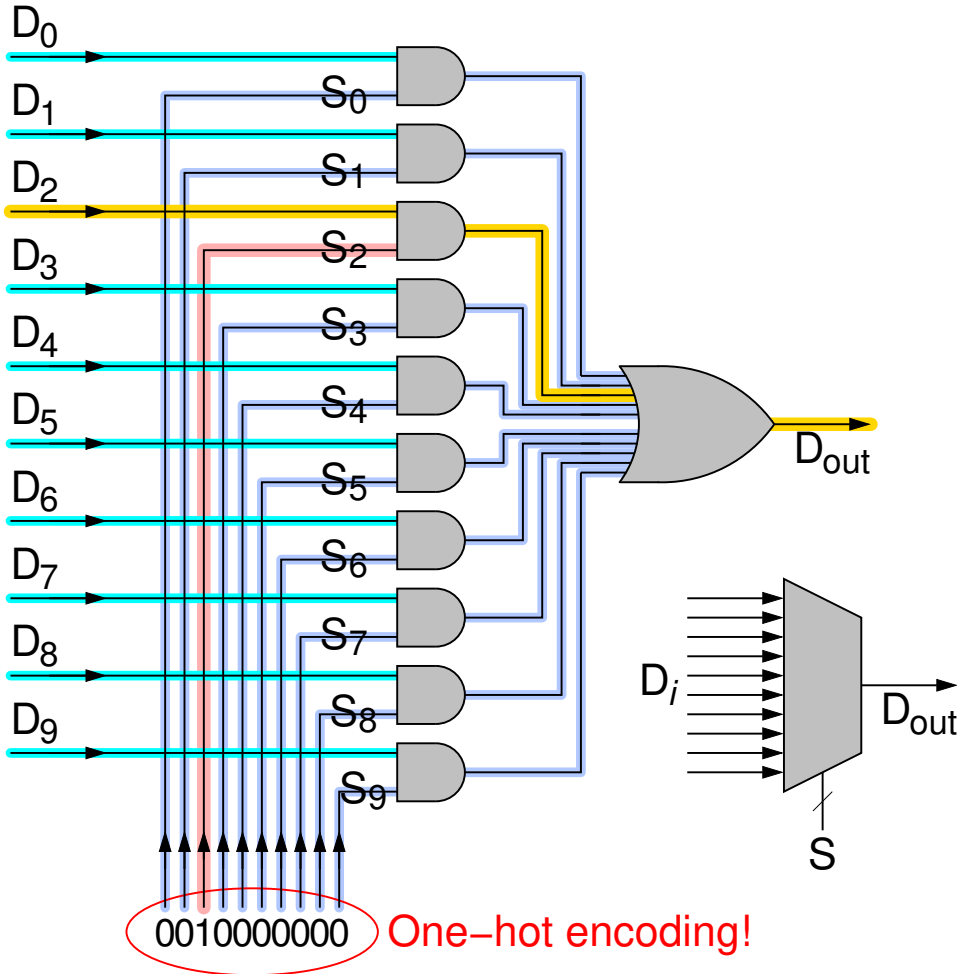 D0
S0
D1
S1
D2
S2
D3
S3
D4
S4
D5
S5
D6
S6
D7
S7
D8
S8
D9
S9
Dout
Di
Dout
S
0010000000 One−hot encoding!